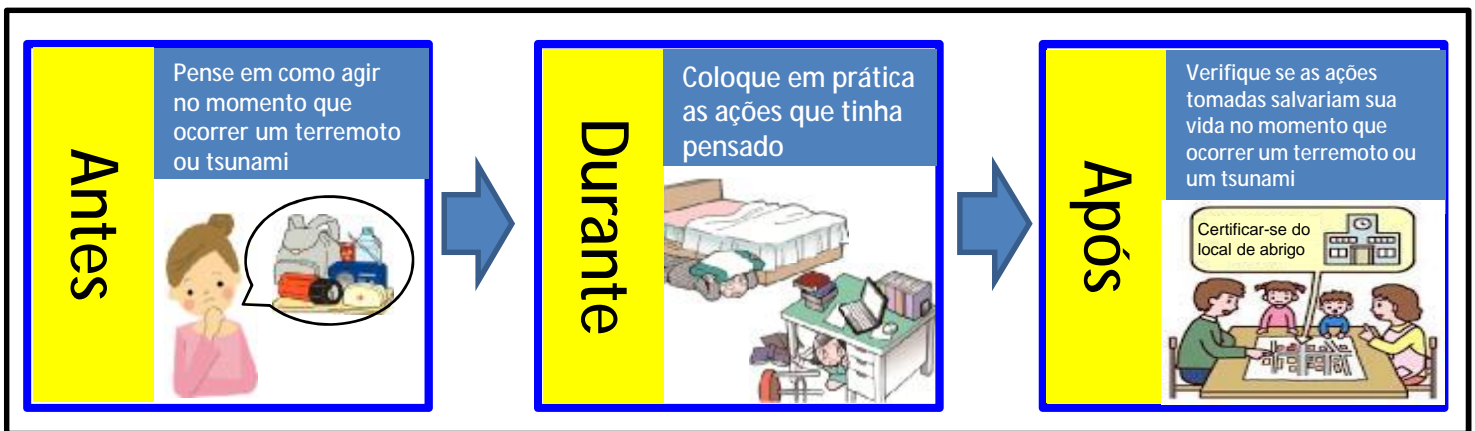 Antes
Pense em como agir
no momento que
ocorrer um terremoto
ou tsunami
Durante
Coloque em prática
as ações que tinha
pensado
Após
Verifique se as ações
tomadas salvariam sua
vida no momento que
ocorrer um terremoto ou
um tsunami
Certificar-se do
local de abrigo